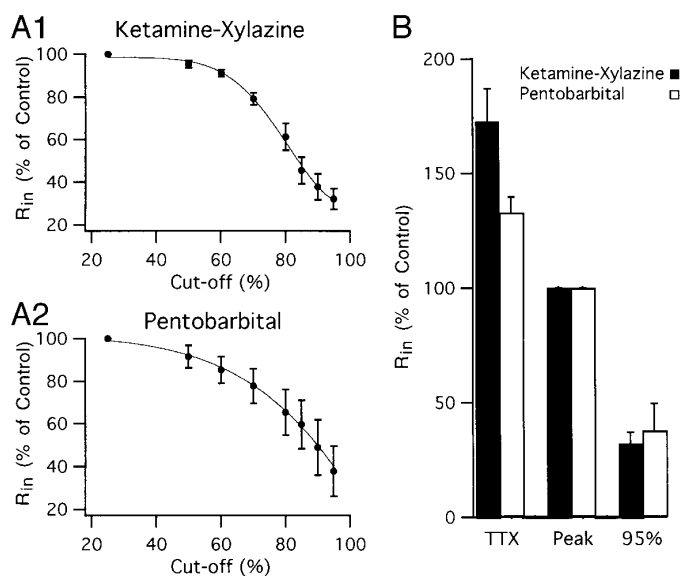 A1
Ketamine-Xylazine
Rin (% of Control)
100
80
60
40
20
20 40 60 80 100
Cut-off (%)
A2
Pentobarbital
Rin (% of Control)
100
80
60
40
20
20 40 60 80 100
Cut-off (%)
B
Ketamine-Xylazine
Pentobarbital
Rin (% of Control)
200
150
100
50
0
TTX Peak 95%